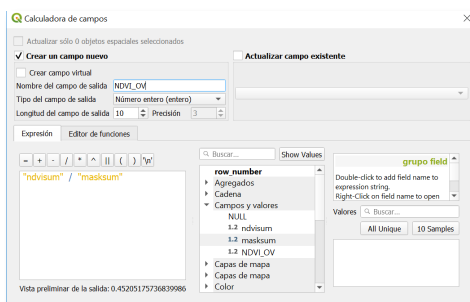 Calculadora de campos
Actualizar sólo 0 objetos espaciales seleccionados
Crear un campo nuevo
Actualizar campo existente
Crear campo virtual
Nombre del campo de salida NDVI_OV
Tipo del campo de salida Número entero (entero)
Longitud del campo de salida 10 Precisión 3
Expresión Editor de funciones
= + - / * ^ || ( ) '\n'
"ndvisum" / "masksum"
Vista preliminar de la salida: 0.45205175736839986
Buscar... Show Values
row_number
Agregados
Cadena
Campos y valores
NULL
1.2 ndvisum
1.2 masksum
1.2 NDVI_OV
Capas de mapa
Capas de mapa
Color
grupo field
Double-click to add field name to
expression string.
Right-Click on field name to open
Valores Buscar...
All Unique 10 Samples